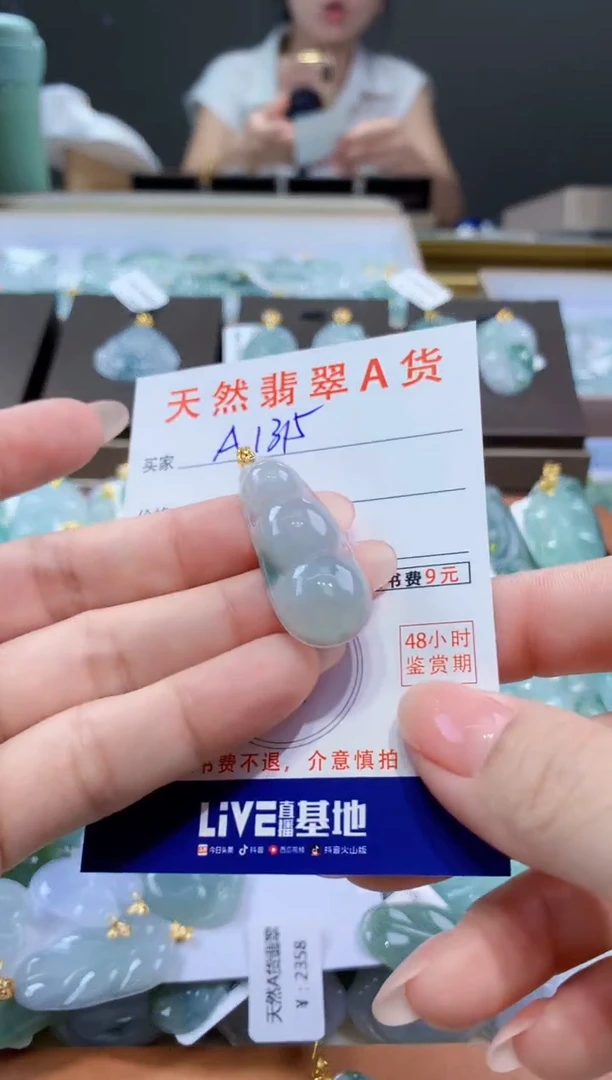 天然翡翠A货
买家 A1315
书费9元
48小时
鉴赏期
书费不退，介意慎拍
LiVE直播基地
今日头条 抖音 西瓜视频 抖音火山版
天然A货翡翠
¥：2358